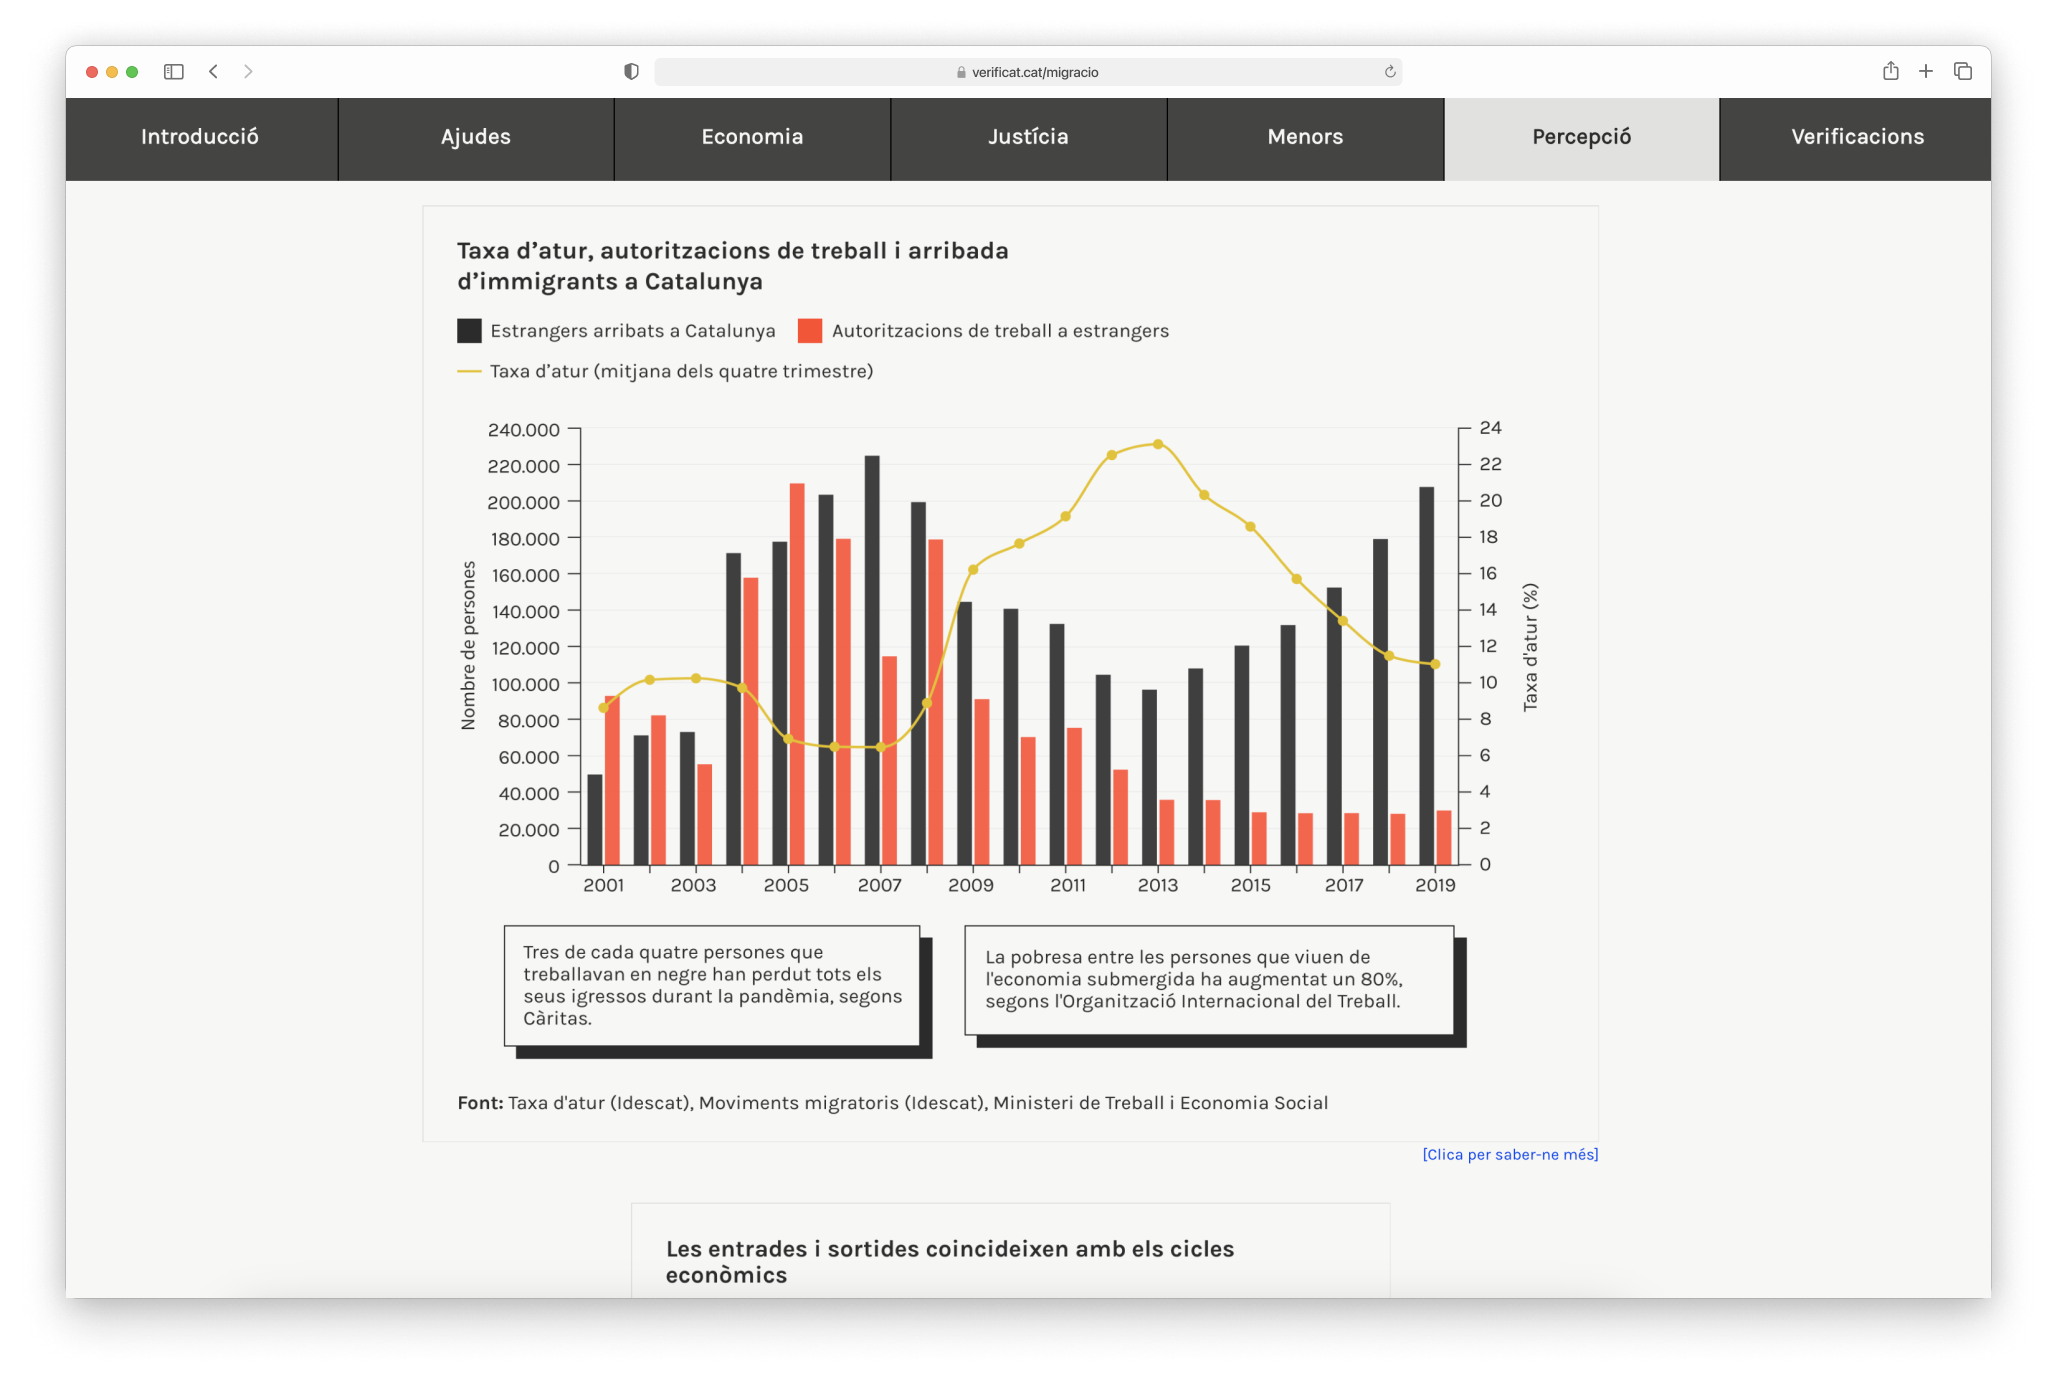 verificat.cat/migracio
Introducció
Ajudes
Economia
Justícia
Menors
Percepció
Verificacions
Taxa d’atur, autoritzacions de treball i arribada
d’immigrants a Catalunya
Estrangers arribats a Catalunya
Autoritzacions de treball a estrangers
Taxa d’atur (mitjana dels quatre trimestre)
Nombre de persones
240.000
220.000
200.000
180.000
160.000
140.000
120.000
100.000
80.000
60.000
40.000
20.000
0
24
22
20
18
16
14
12
10
8
6
4
2
0
Taxa d'atur (%)
2001
2003
2005
2007
2009
2011
2013
2015
2017
2019
Tres de cada quatre persones que
treballavan en negre han perdut tots els
seus igressos durant la pandèmia, segons
Càritas.
La pobresa entre les persones que viuen de
l'economia submergida ha augmentat un 80%,
segons l'Organització Internacional del Treball.
Font: Taxa d'atur (Idescat), Moviments migratoris (Idescat), Ministeri de Treball i Economia Social
[Clica per saber-ne més]
Les entrades i sortides coincideixen amb els cicles
econòmics